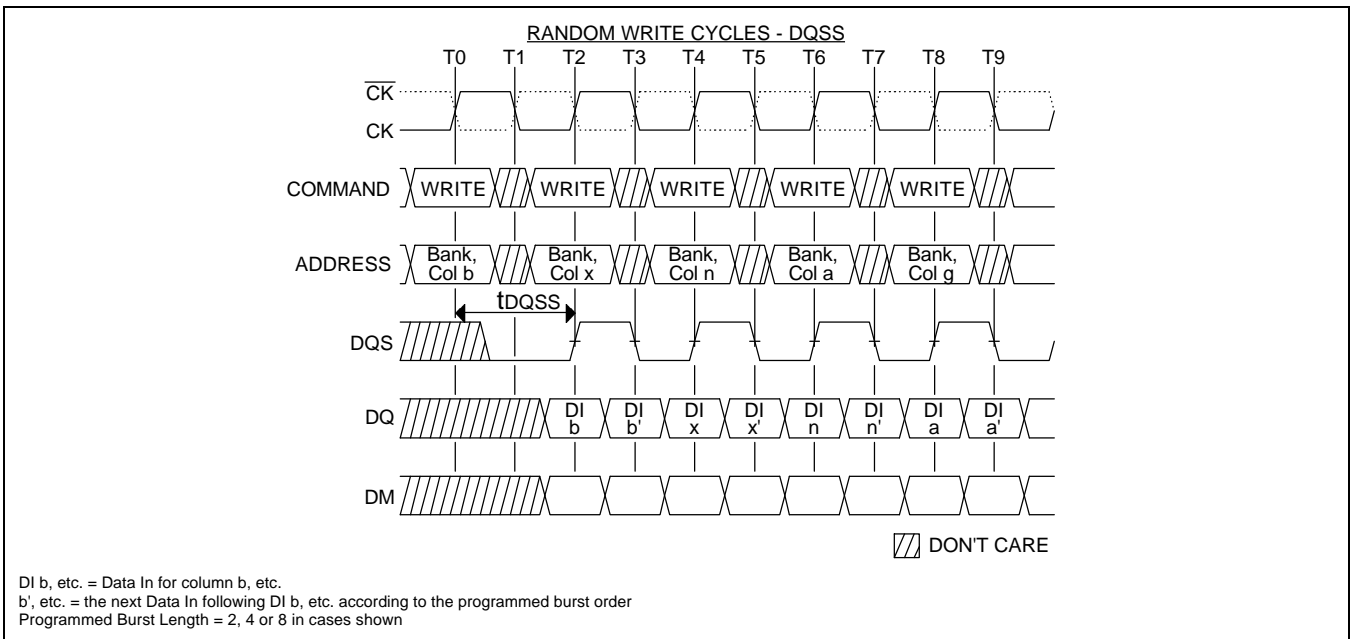 RANDOM WRITE CYCLES - DQSS
T0 T1 T2 T3 T4 T5 T6 T7 T8 T9
CK
CK
COMMAND WRITE WRITE WRITE WRITE WRITE
ADDRESS Bank, Col b Bank, Col x Bank, Col n Bank, Col a Bank, Col g
tDQSS
DQS
DQ DI b DI b' DI x DI x' DI n DI n' DI a DI a'
DM
DON'T CARE
DI b, etc. = Data In for column b, etc.
b', etc. = the next Data In following DI b, etc. according to the programmed burst order
Programmed Burst Length = 2, 4 or 8 in cases shown